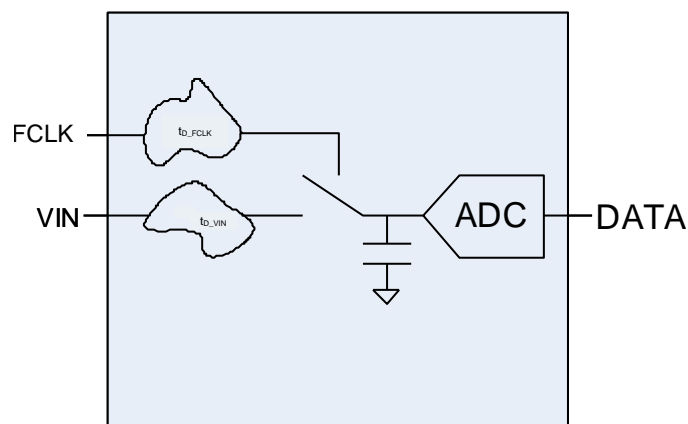 FCLK
tD_FCLK
VIN
tD_VIN
ADC
DATA